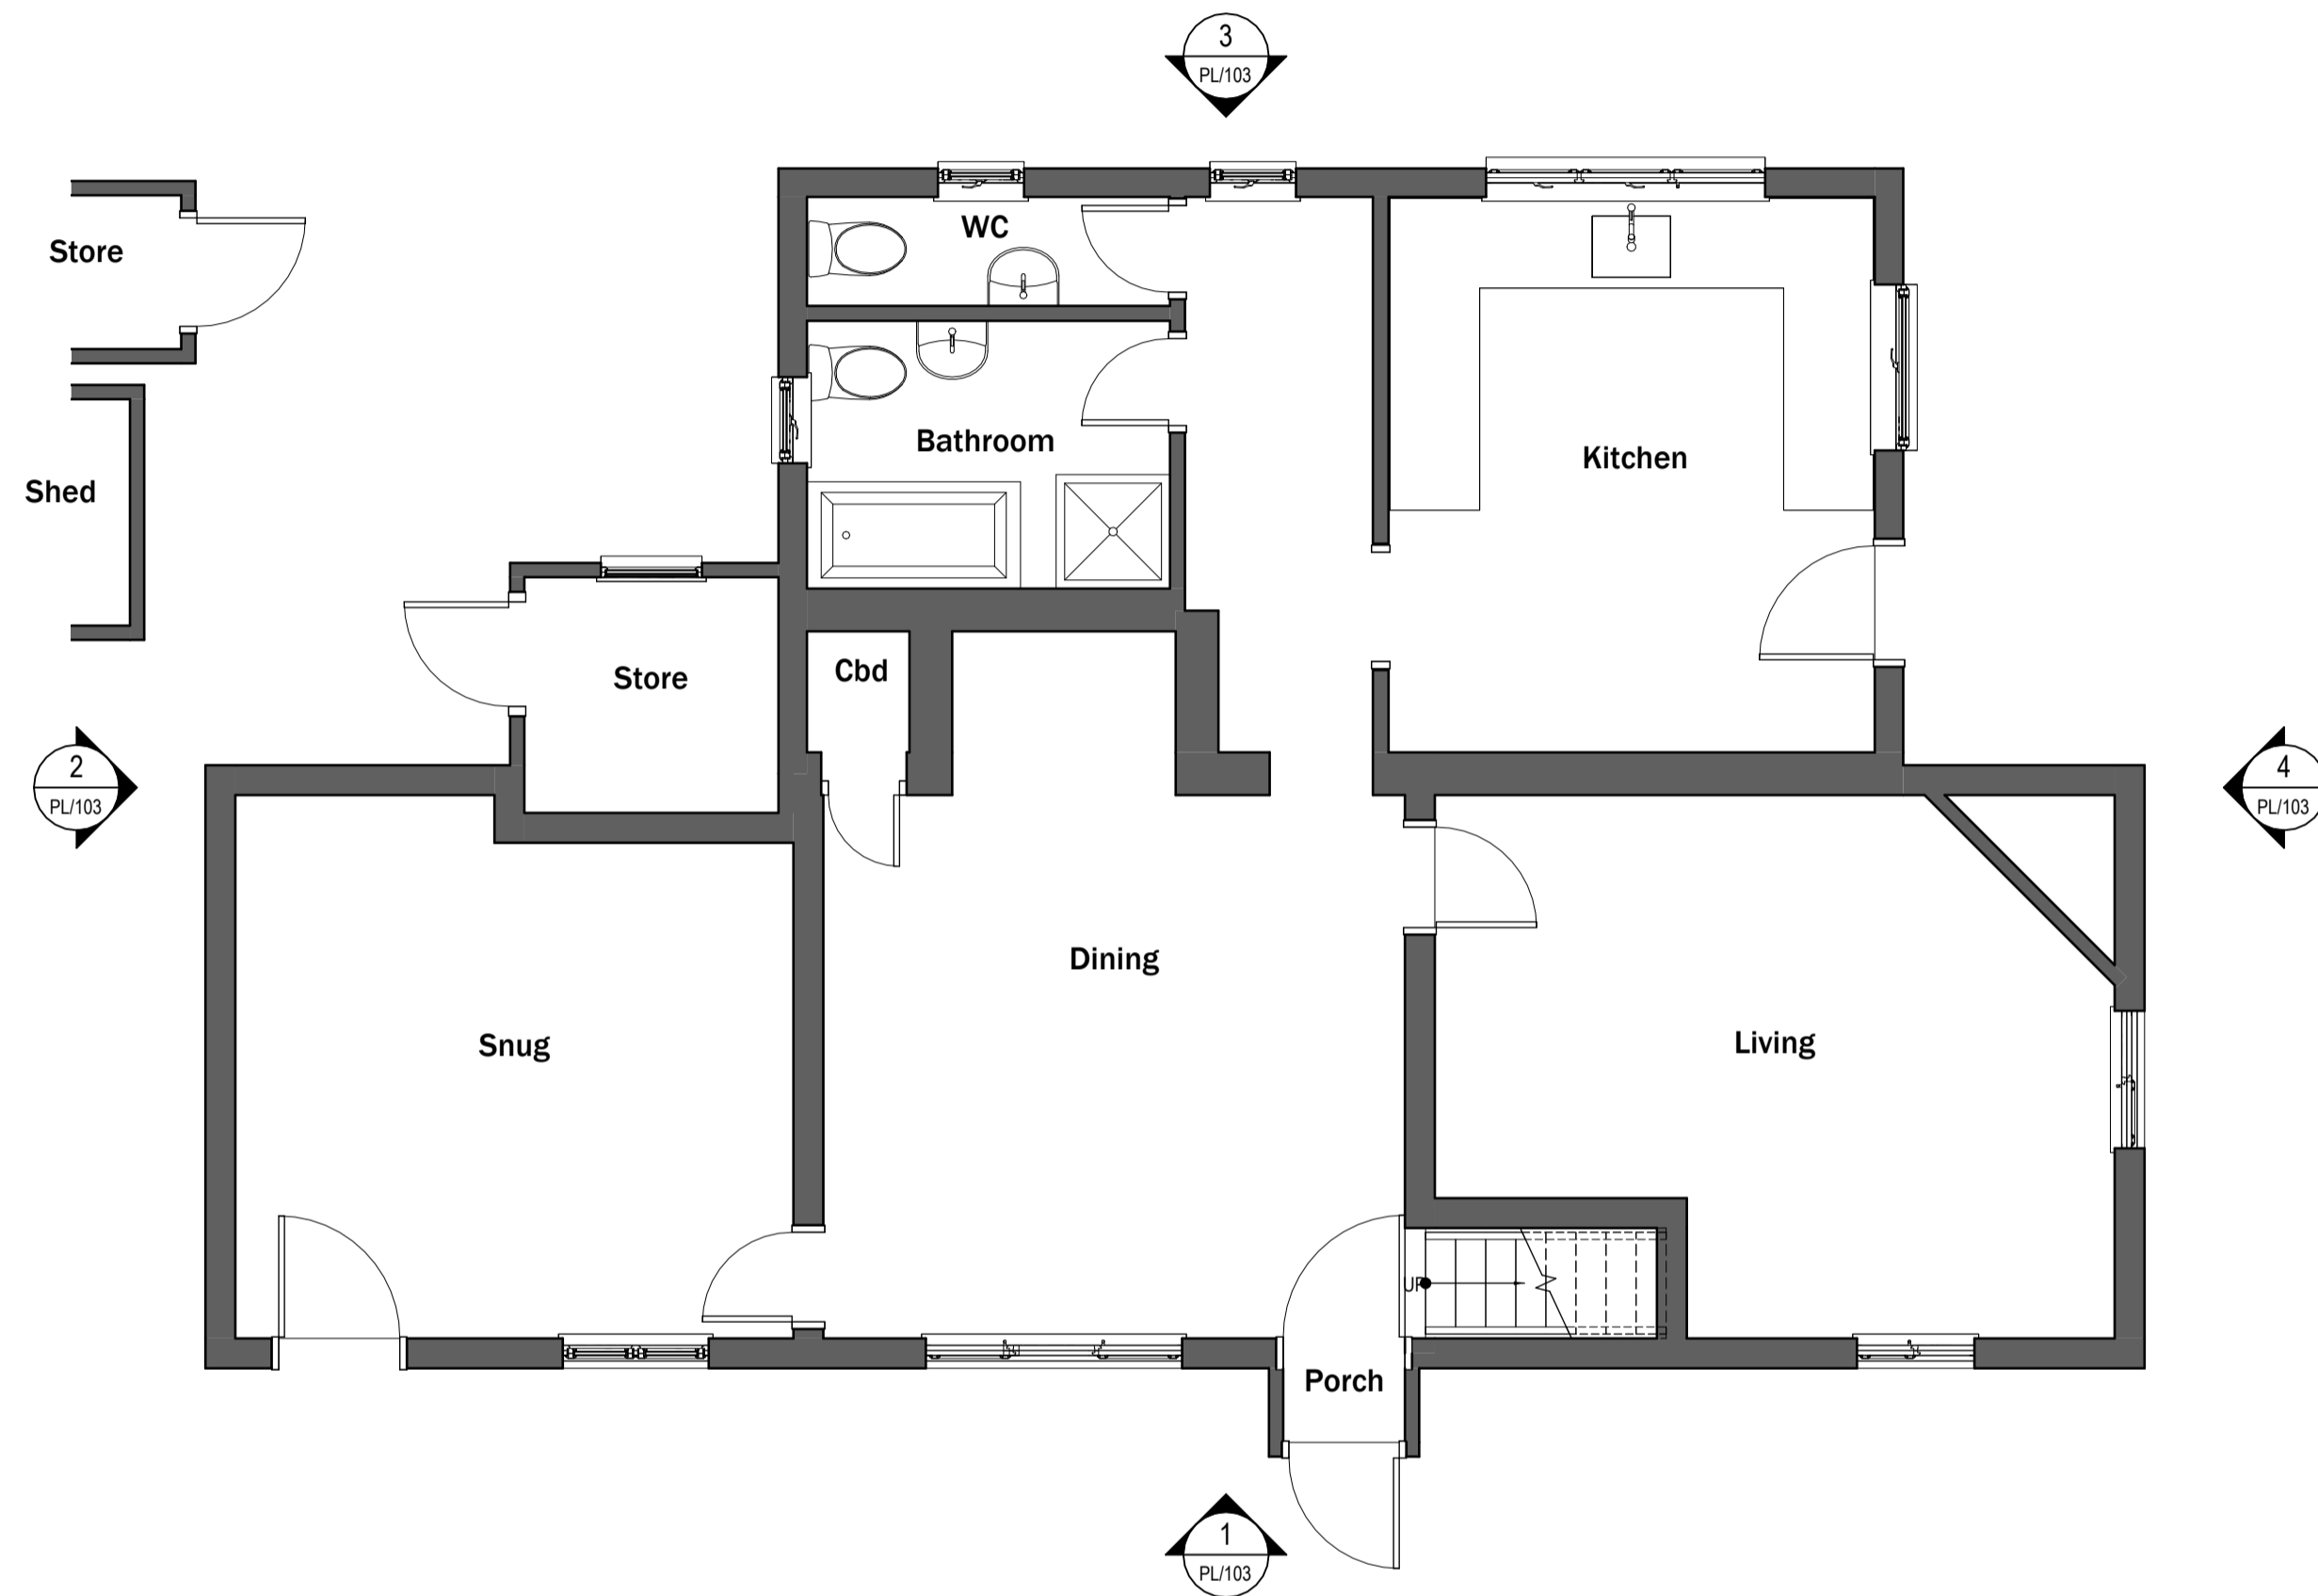 3
PL/103
WC
Store
Bathroom
Kitchen
Shed
Cbd
Store
2
PL/103
4
PL/103
Dining
Snug
Living
UP
Porch
1
PL/103